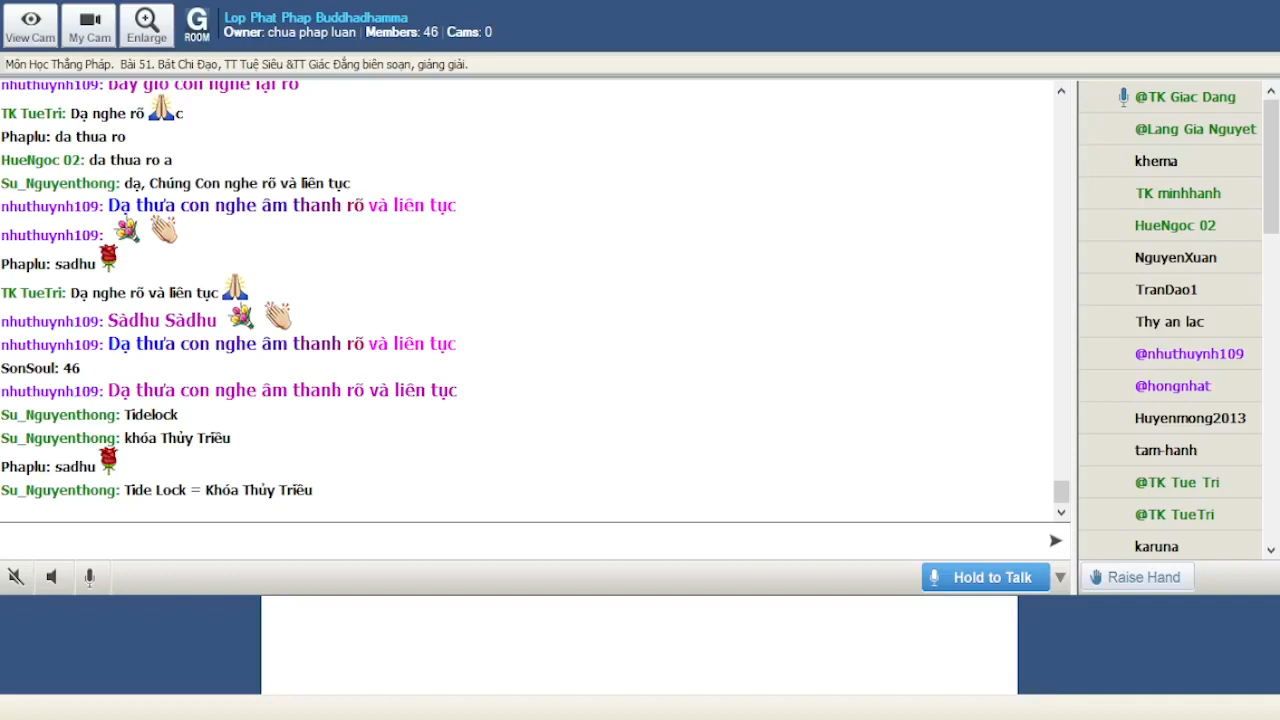 View Cam
My Cam
Enlarge
G
ROOM
Lop Phat Phap Buddhadhamma
Owner: chua phap luan | Members: 46 | Cams: 0
Môn Học Thắng Pháp. Bài 51. Bát Chi Đạo, TT Tuệ Siêu &TT Giác Đẳng biên soạn, giảng giải.
nhuthuynh109: Dây giờ con nghe lại rõ
TK TueTri: Dạ nghe rõ c
Phaplu: da thua ro
HueNgoc 02: da thua ro a
Su_Nguyenthong: dạ, Chúng Con nghe rõ và liên tục
nhuthuynh109: Dạ thưa con nghe âm thanh rõ và liên tục
nhuthuynh109:
Phaplu: sadhu
TK TueTri: Dạ nghe rõ và liên tục
nhuthuynh109: Sàdhu Sàdhu
nhuthuynh109: Dạ thưa con nghe âm thanh rõ và liên tục
SonSoul: 46
nhuthuynh109: Dạ thưa con nghe âm thanh rõ và liên tục
Su_Nguyenthong: Tidelock
Su_Nguyenthong: khóa Thủy Triều
Phaplu: sadhu
Su_Nguyenthong: Tide Lock = Khóa Thủy Triều
@TK Giac Dang
@Lang Gia Nguyet
khema
TK minhhanh
HueNgoc 02
NguyenXuan
TranDao1
Thy an lac
@nhuthuynh109
@hongnhat
Huyenmong2013
tam-hanh
@TK Tue Tri
@TK TueTri
karuna
Hold to Talk
Raise Hand